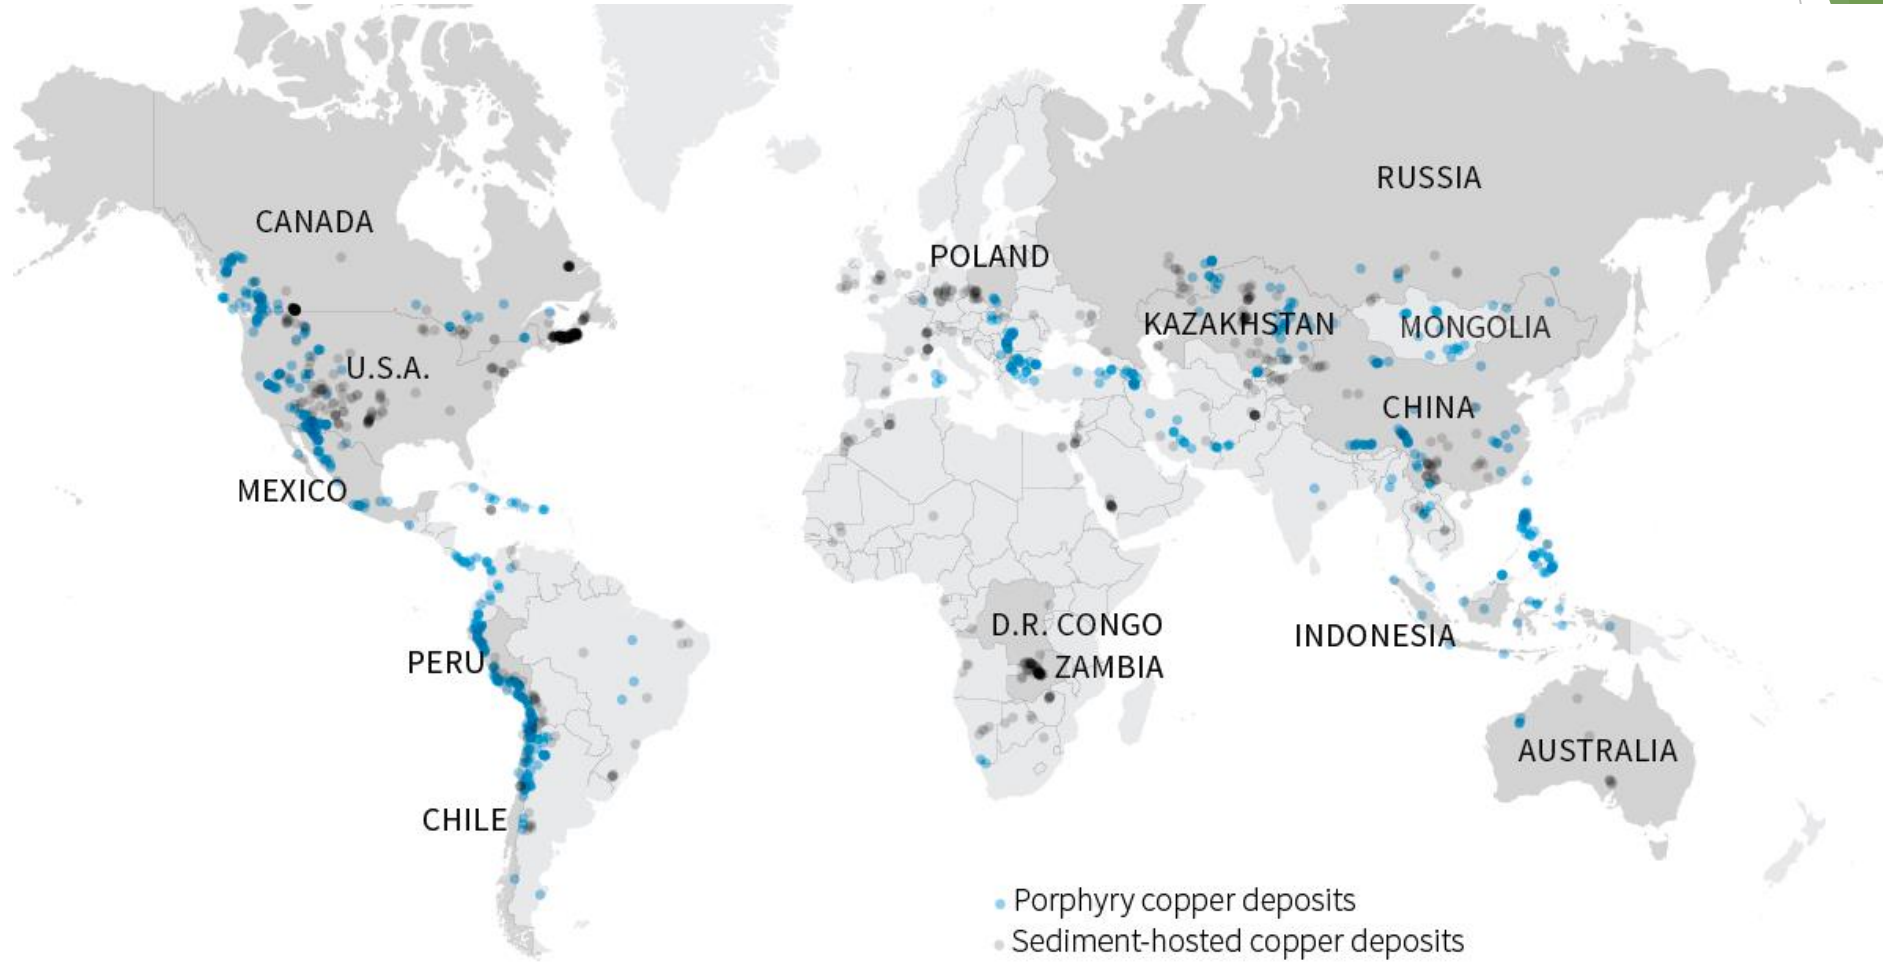 RUSSIA
CANADA
POLAND
KAZAKHSTAN
MONGOLIA
U.S.A.
CHINA
MEXICO
D.R. CONGO
INDONESIA
PERU
ZAMBIA
AUSTRALIA
CHILE
Porphyry copper deposits
Sediment-hosted copper deposits